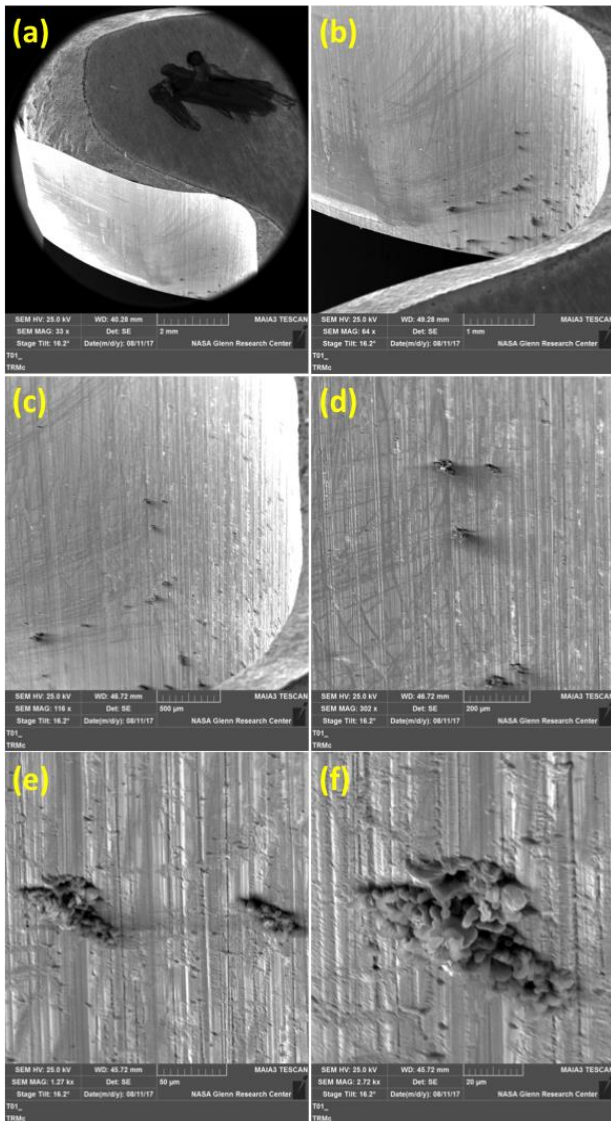 (a)
SEM HV: 25.0 kV WD: 40.28 mm MAIA3 TESCAN
SEM MAG: 33 x Det: SE 2 mm
Stage Tilt: 16.2° Date(m/d/y): 08/11/17 NASA Glenn Research Center
T01_
TRMc
(b)
SEM HV: 25.0 kV WD: 49.28 mm MAIA3 TESCAN
SEM MAG: 64 x Det: SE 1 mm
Stage Tilt: 16.2° Date(m/d/y): 08/11/17 NASA Glenn Research Center
T01_
TRMc
(c)
SEM HV: 25.0 kV WD: 46.72 mm MAIA3 TESCAN
SEM MAG: 116 x Det: SE 500 µm
Stage Tilt: 16.2° Date(m/d/y): 08/11/17 NASA Glenn Research Center
T01_
TRMc
(d)
SEM HV: 25.0 kV WD: 46.72 mm MAIA3 TESCAN
SEM MAG: 302 x Det: SE 200 µm
Stage Tilt: 16.2° Date(m/d/y): 08/11/17 NASA Glenn Research Center
T01_
TRMc
(e)
SEM HV: 25.0 kV WD: 45.72 mm MAIA3 TESCAN
SEM MAG: 1.27 kx Det: SE 50 µm
Stage Tilt: 16.2° Date(m/d/y): 08/11/17 NASA Glenn Research Center
T01_
TRMc
(f)
SEM HV: 25.0 kV WD: 45.72 mm MAIA3 TESCAN
SEM MAG: 2.72 kx Det: SE 20 µm
Stage Tilt: 16.2° Date(m/d/y): 08/11/17 NASA Glenn Research Center
T01_
TRMc